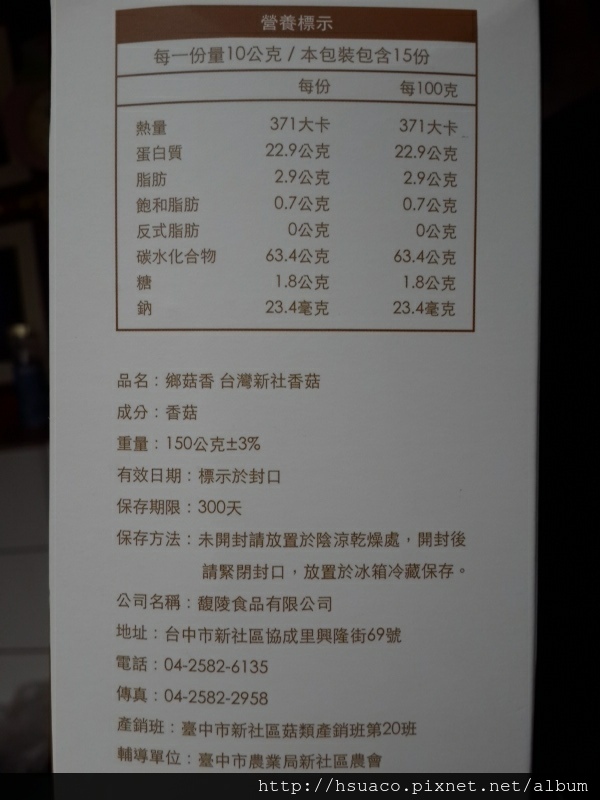 營養標示
每一份量10公克 / 本包裝包含15份
每份 每100克
熱量 371大卡 371大卡
蛋白質 22.9公克 22.9公克
脂肪 2.9公克 2.9公克
飽和脂肪 0.7公克 0.7公克
反式脂肪 0公克 0公克
碳水化合物 63.4公克 63.4公克
糖 1.8公克 1.8公克
鈉 23.4毫克 23.4毫克
品名：鄉菇香 台灣新社香菇
成分：香菇
重量：150公克±3%
有效日期：標示於封口
保存期限：300天
保存方法：未開封請放置於陰涼乾燥處，開封後
請緊閉封口，放置於冰箱冷藏保存。
公司名稱：馥陵食品有限公司
地址：台中市新社區協成里興隆街69號
電話：04-2582-6135
傳真：04-2582-2958
產銷班：臺中市新社區菇類產銷班第20班
輔導單位：臺中市農業局新社區農會
http://hsuaco.pixnet.net/album